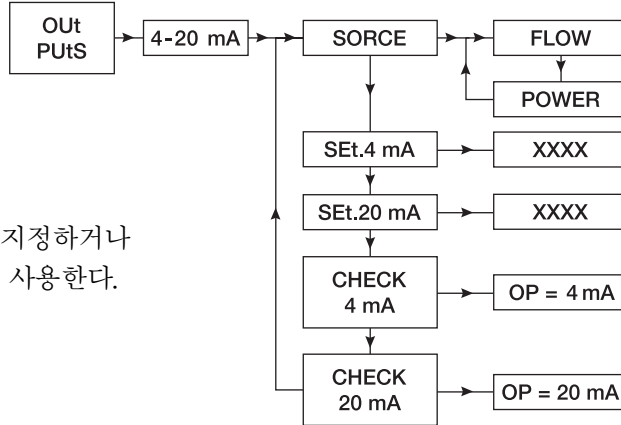 OUt
PUtS
4-20 mA
SORCE
FLOW
POWER
SEt.4 mA
XXXX
SEt.20 mA
XXXX
지정하거나
사용한다.
CHECK
4 mA
OP = 4 mA
CHECK
20 mA
OP = 20 mA